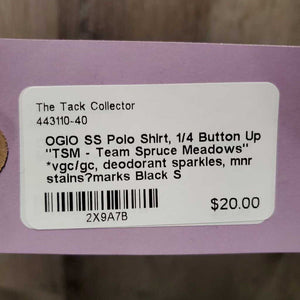 The Tack Collector
443110-40
OGIO SS Polo Shirt, 1/4 Button Up
"TSM - Team Spruce Meadows"
*vgc/gc, deodorant sparkles, mnr
stains?marks Black S
2X9A7B
$20.00